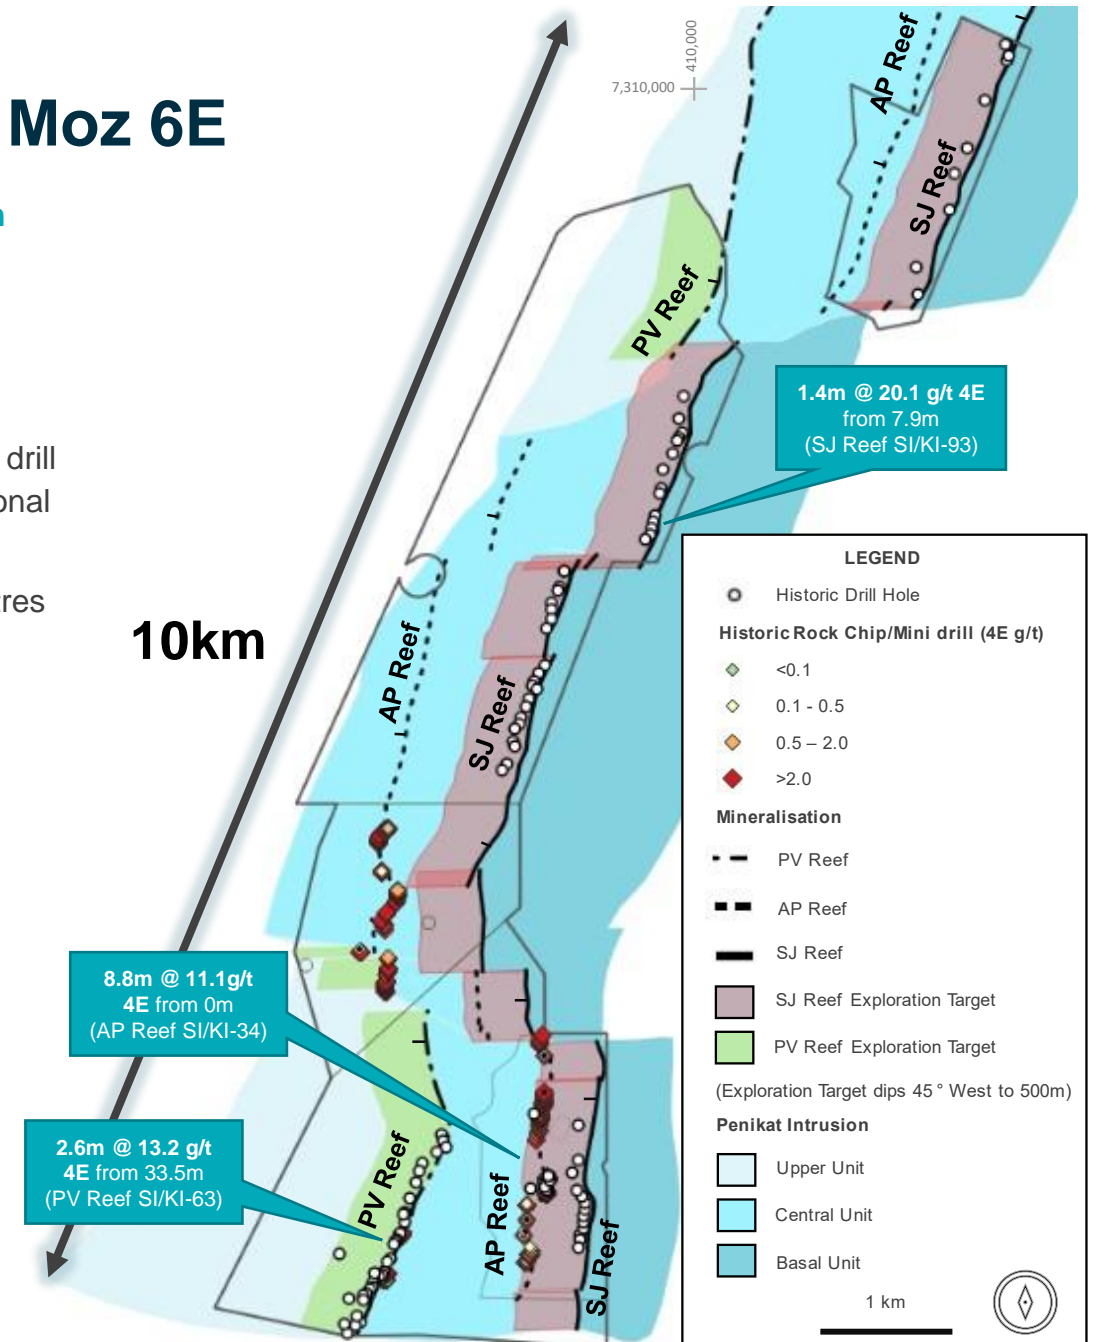 Moz 6E
drill
onal
tres
10km
7,310,000
410,000
AP Reef
SJ Reef
PV Reef
1.4m @ 20.1 g/t 4E
from 7.9m
(SJ Reef SI/KI-93)
AP Reef
SJ Reef
8.8m @ 11.1g/t
4E from 0m
(AP Reef SI/KI-34)
2.6m @ 13.2 g/t
4E from 33.5m
(PV Reef SI/KI-63)
PV Reef
AP Reef
SJ Reef
LEGEND
Historic Drill Hole
Historic Rock Chip/Mini drill (4E g/t)
<0.1
0.1 - 0.5
0.5 – 2.0
>2.0
Mineralisation
PV Reef
AP Reef
SJ Reef
SJ Reef Exploration Target
PV Reef Exploration Target
(Exploration Target dips 45° West to 500m)
Penikat Intrusion
Upper Unit
Central Unit
Basal Unit
1 km